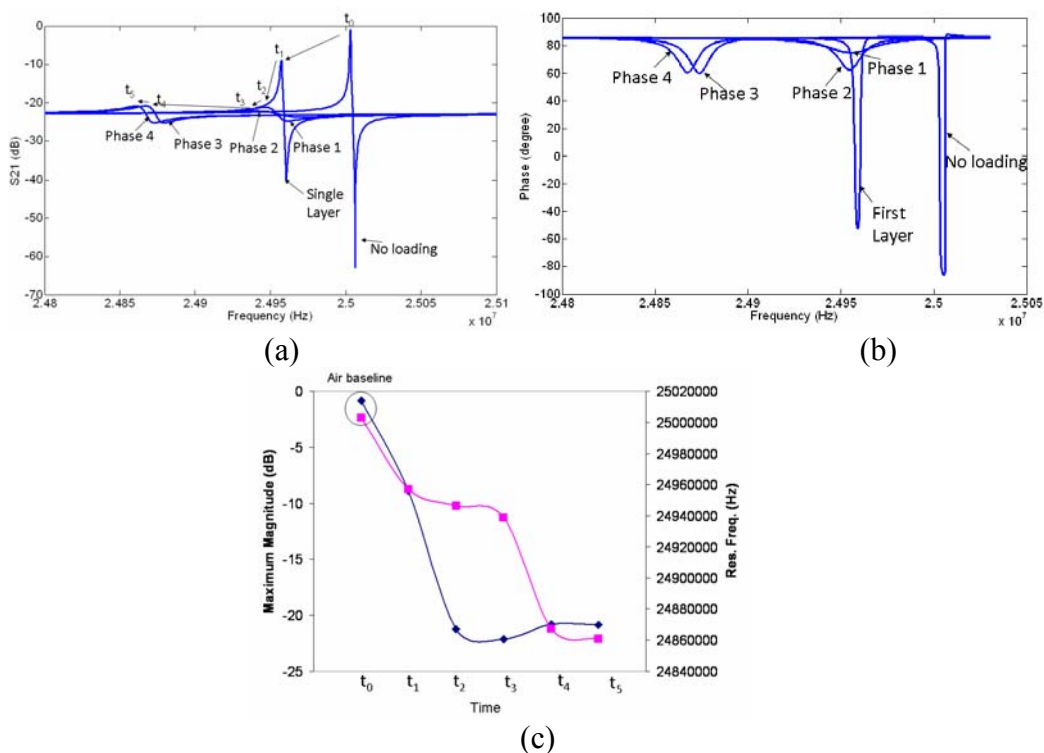 0
-10
-20
-30
-40
-50
-60
-70
S21 (dB)
t0
t1
t2
t3
t5
t4
Phase 4
Phase 3
Phase 2
Phase 1
Single
Layer
No loading
2.48 2.485 2.49 2.495 2.5 2.505 2.51
Frequency (Hz)
x 10^7
(a)
100
80
60
40
20
0
-20
-40
-60
-80
-100
Phase (degree)
Phase 4
Phase 3
Phase 2
Phase 1
No loading
First
Layer
2.48 2.485 2.49 2.495 2.5 2.505
Frequency (Hz)
x 10^7
(b)
Air baseline
0
-5
-10
-15
-20
-25
Maximum Magnitude (dB)
25020000
25000000
24980000
24960000
24940000
24920000
24900000
24880000
24860000
24840000
Res. Freq. (Hz)
t0 t1 t2 t3 t4 t5
Time
(c)